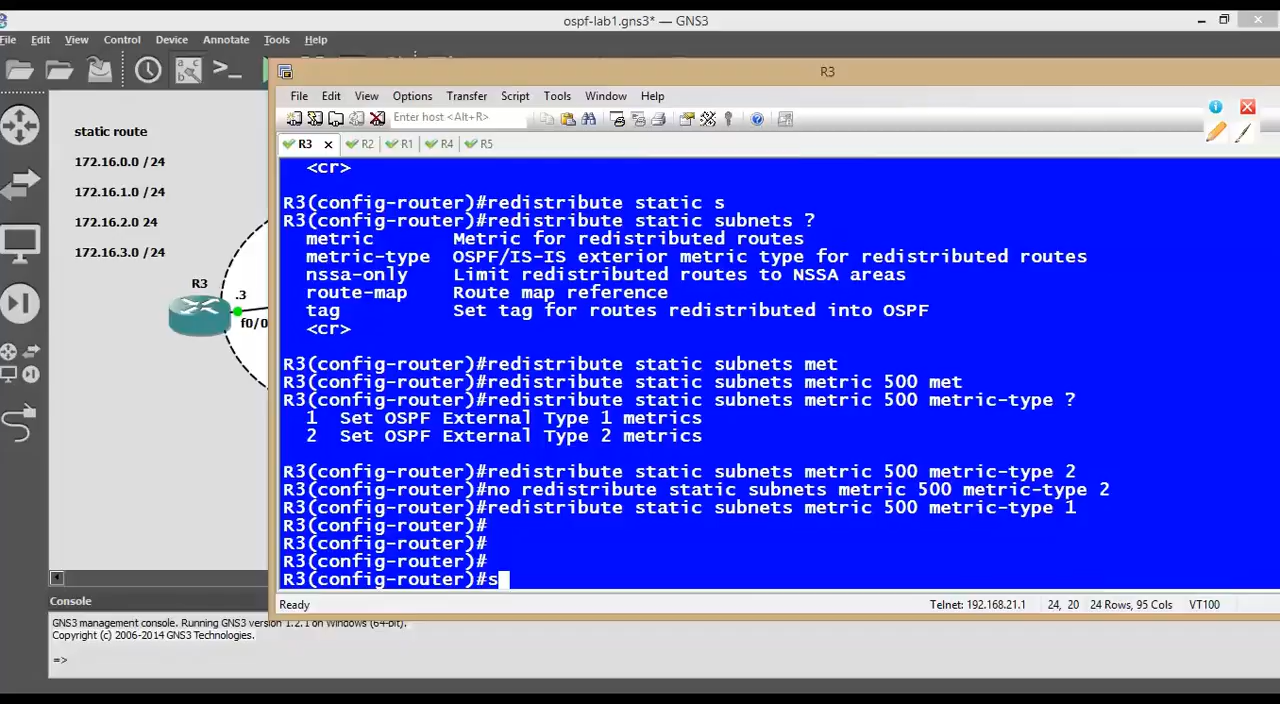 ospf-lab1.gns3* — GNS3
File Edit View Control Device Annotate Tools Help
R3
File Edit View Options Transfer Script Tools Window Help
Enter host <Alt+R>
R3 R2 R1 R4 R5
static route
172.16.0.0 /24
172.16.1.0 /24
172.16.2.0 24
172.16.3.0 /24
R3
.3
f0/0
<cr>
R3(config-router)#redistribute static s
R3(config-router)#redistribute static subnets ?
metric Metric for redistributed routes
metric-type OSPF/IS-IS exterior metric type for redistributed routes
nssa-only Limit redistributed routes to NSSA areas
route-map Route map reference
tag Set tag for routes redistributed into OSPF
<cr>
R3(config-router)#redistribute static subnets met
R3(config-router)#redistribute static subnets metric 500 met
R3(config-router)#redistribute static subnets metric 500 metric-type ?
1 Set OSPF External Type 1 metrics
2 Set OSPF External Type 2 metrics
R3(config-router)#redistribute static subnets metric 500 metric-type 2
R3(config-router)#no redistribute static subnets metric 500 metric-type 2
R3(config-router)#redistribute static subnets metric 500 metric-type 1
R3(config-router)#
R3(config-router)#
R3(config-router)#
R3(config-router)#s
Ready Telnet: 192.168.21.1 24, 20 24 Rows, 95 Cols VT100
Console
GNS3 management console. Running GNS3 version 1.2.1 on Windows (64-bit).
Copyright (c) 2006-2014 GNS3 Technologies.
=>